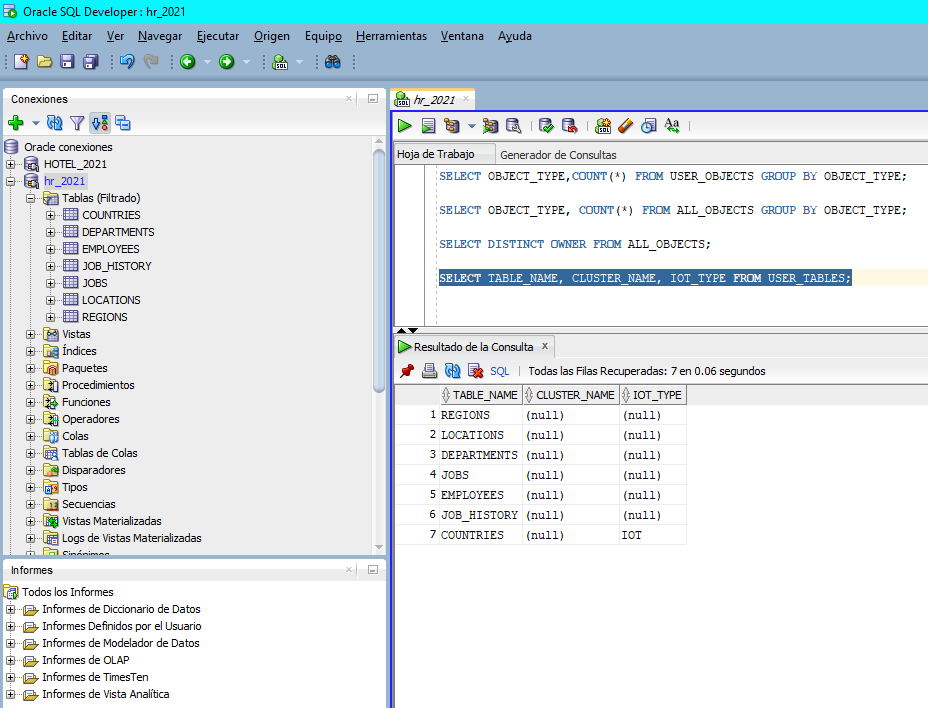 Oracle SQL Developer : hr_2021
Archivo Editar Ver Navegar Ejecutar Origen Equipo Herramientas Ventana Ayuda
Conexiones
Oracle conexiones
HOTEL_2021
hr_2021
Tablas (Filtrado)
COUNTRIES
DEPARTMENTS
EMPLOYEES
JOB_HISTORY
JOBS
LOCATIONS
REGIONS
Vistas
Índices
Paquetes
Procedimientos
Funciones
Operadores
Colas
Tablas de Colas
Disparadores
Tipos
Secuencias
Vistas Materializadas
Logs de Vistas Materializadas
Sinónimos
Informes
Todos los Informes
Informes de Diccionario de Datos
Informes Definidos por el Usuario
Informes de Modelador de Datos
Informes de OLAP
Informes de TimesTen
Informes de Vista Analítica
hr_2021
Hoja de Trabajo Generador de Consultas
SELECT OBJECT_TYPE,COUNT(*) FROM USER_OBJECTS GROUP BY OBJECT_TYPE;
SELECT OBJECT_TYPE, COUNT(*) FROM ALL_OBJECTS GROUP BY OBJECT_TYPE;
SELECT DISTINCT OWNER FROM ALL_OBJECTS;
SELECT TABLE_NAME, CLUSTER_NAME, IOT_TYPE FROM USER_TABLES;
Resultado de la Consulta x
SQL | Todas las Filas Recuperadas: 7 en 0.06 segundos
TABLE_NAME CLUSTER_NAME IOT_TYPE
1 REGIONS (null) (null)
2 LOCATIONS (null) (null)
3 DEPARTMENTS (null) (null)
4 JOBS (null) (null)
5 EMPLOYEES (null) (null)
6 JOB_HISTORY (null) (null)
7 COUNTRIES (null) IOT